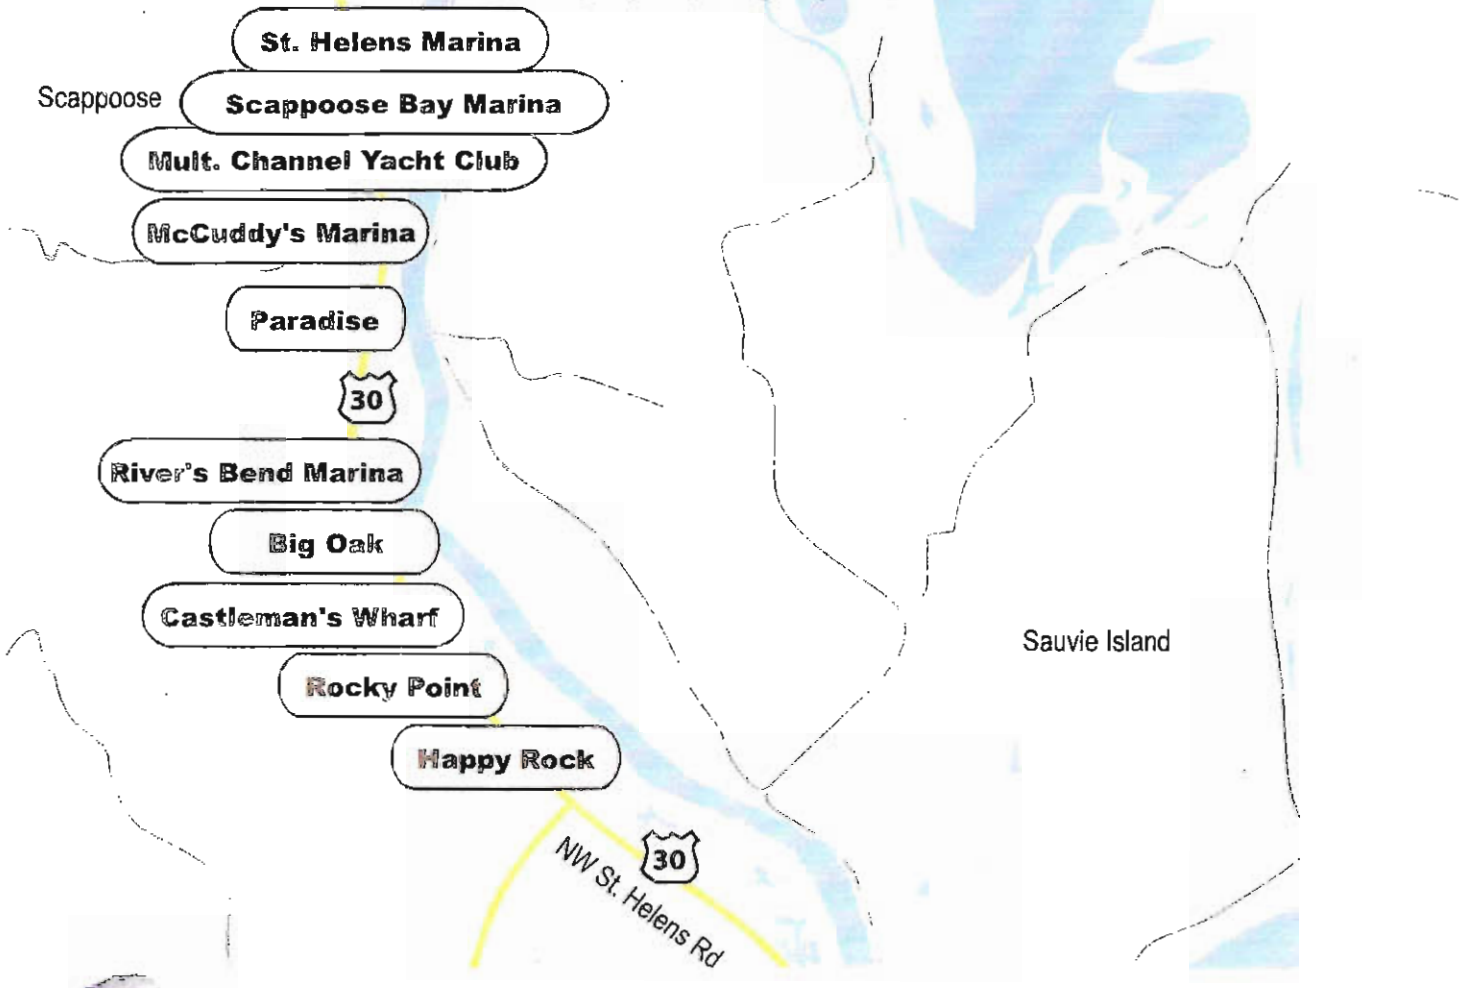 St. Helens Marina
Scappoose
Scappoose Bay Marina
Mult. Channel Yacht Club
McCuddy's Marina
Paradise
30
River's Bend Marina
Big Oak
Castleman's Wharf
Sauvie Island
Rocky Point
Happy Rock
30
NW St. Helens Rd